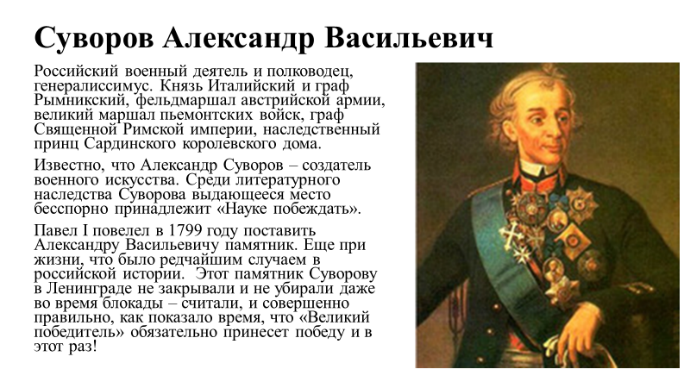 Суворов Александр Васильевич
Российский военный деятель и полководец,
генералиссимус. Князь Италийский и граф
Рымникский, фельдмаршал австрийской армии,
великий маршал пьемонтских войск, граф
Священной Римской империи, наследственный
принц Сардинского королевского дома.
Известно, что Александр Суворов – создатель
военного искусства. Среди литературного
наследства Суворова выдающееся место
бесспорно принадлежит «Науке побеждать».
Павел I повелел в 1799 году поставить
Александру Васильевичу памятник. Еще при
жизни, что было редчайшим случаем в
российской истории. Этот памятник Суворову
в Ленинграде не закрывали и не убирали даже
во время блокады – считали, и совершенно
правильно, как показало время, что «Великий
победитель» обязательно принесет победу и в
этот раз!